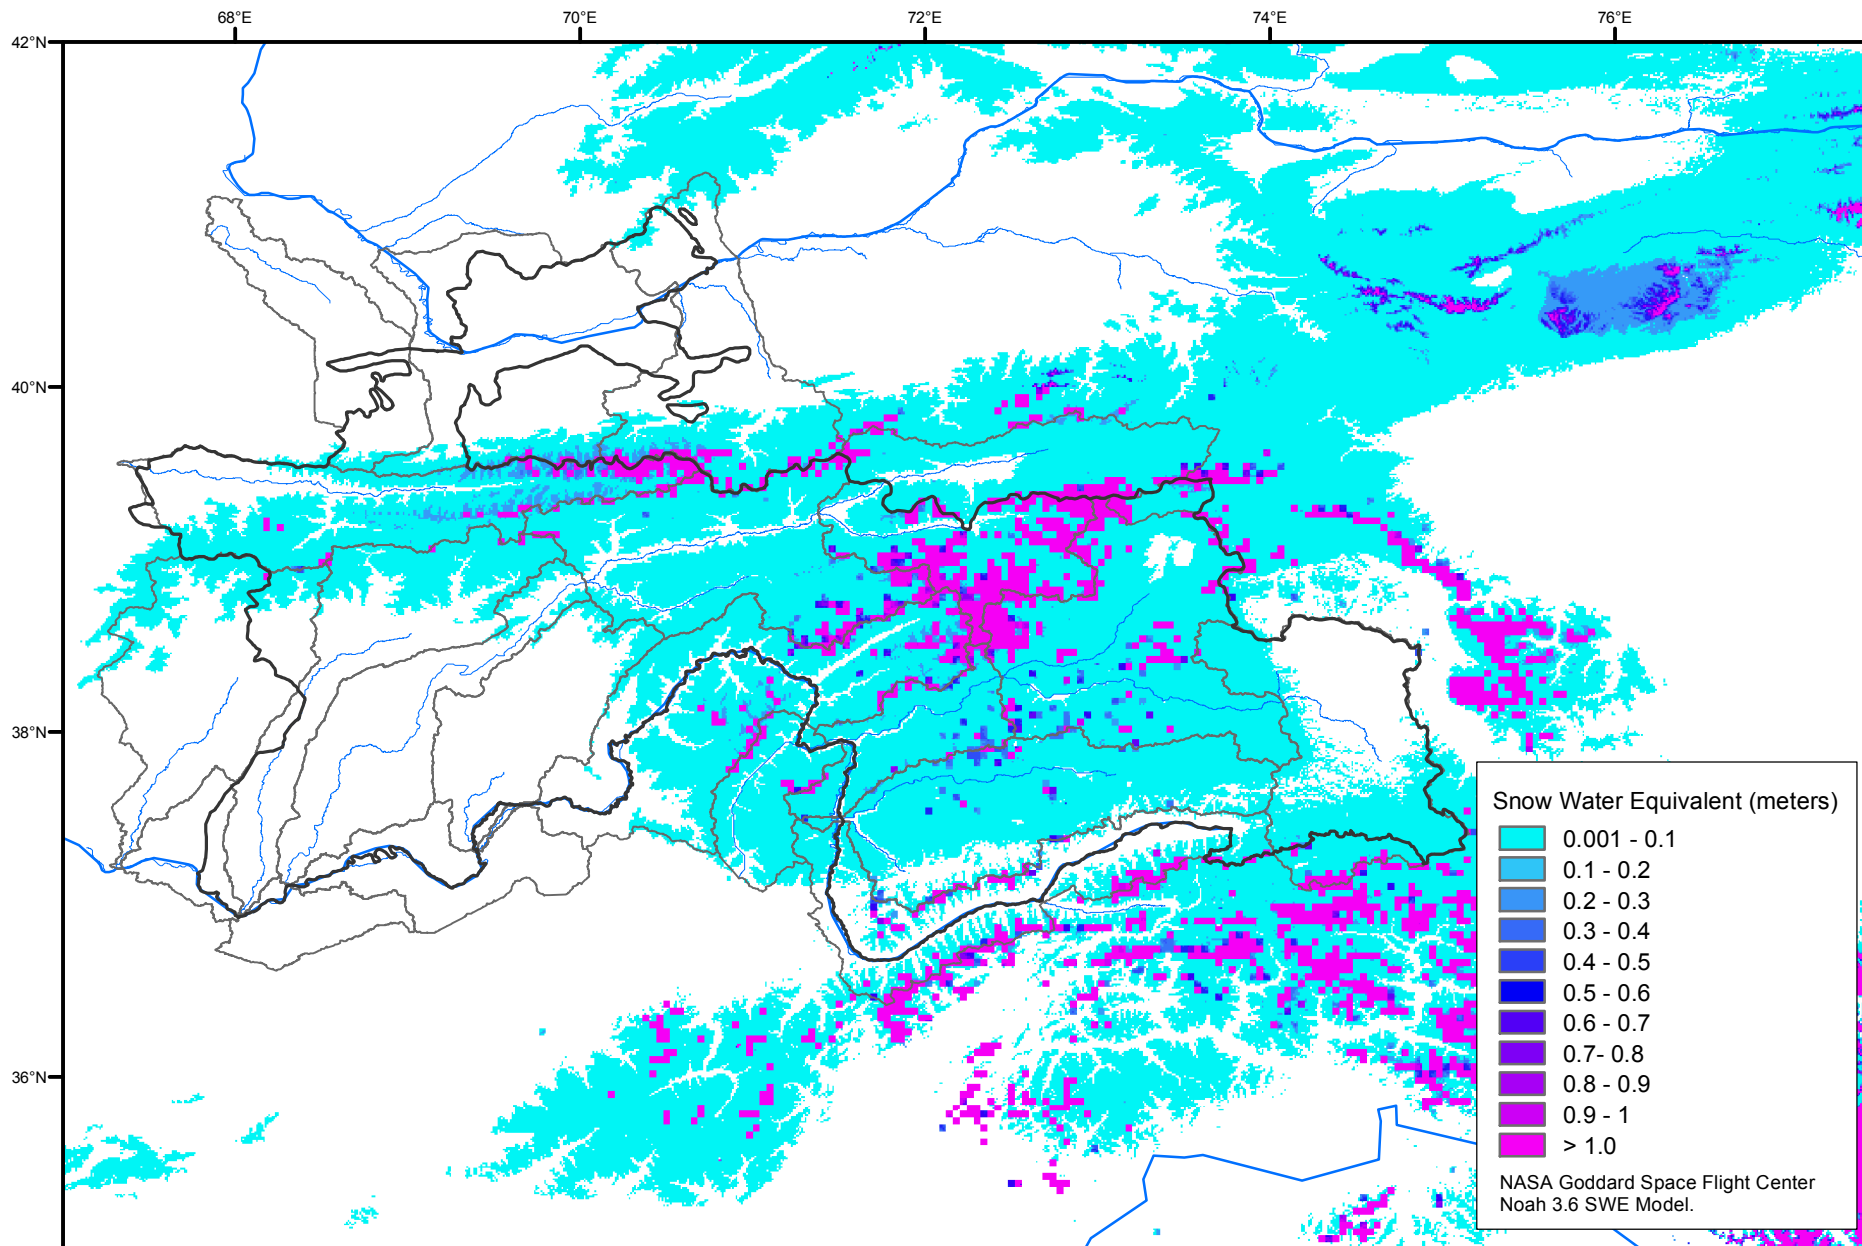 68°E
70°E
72°E
74°E
76°E
42°N
40°N
38°N
36°N
Snow Water Equivalent (meters)
0.001 - 0.1
0.1 - 0.2
0.2 - 0.3
0.3 - 0.4
0.4 - 0.5
0.5 - 0.6
0.6 - 0.7
0.7- 0.8
0.8 - 0.9
0.9 - 1
> 1.0
NASA Goddard Space Flight Center
Noah 3.6 SWE Model.